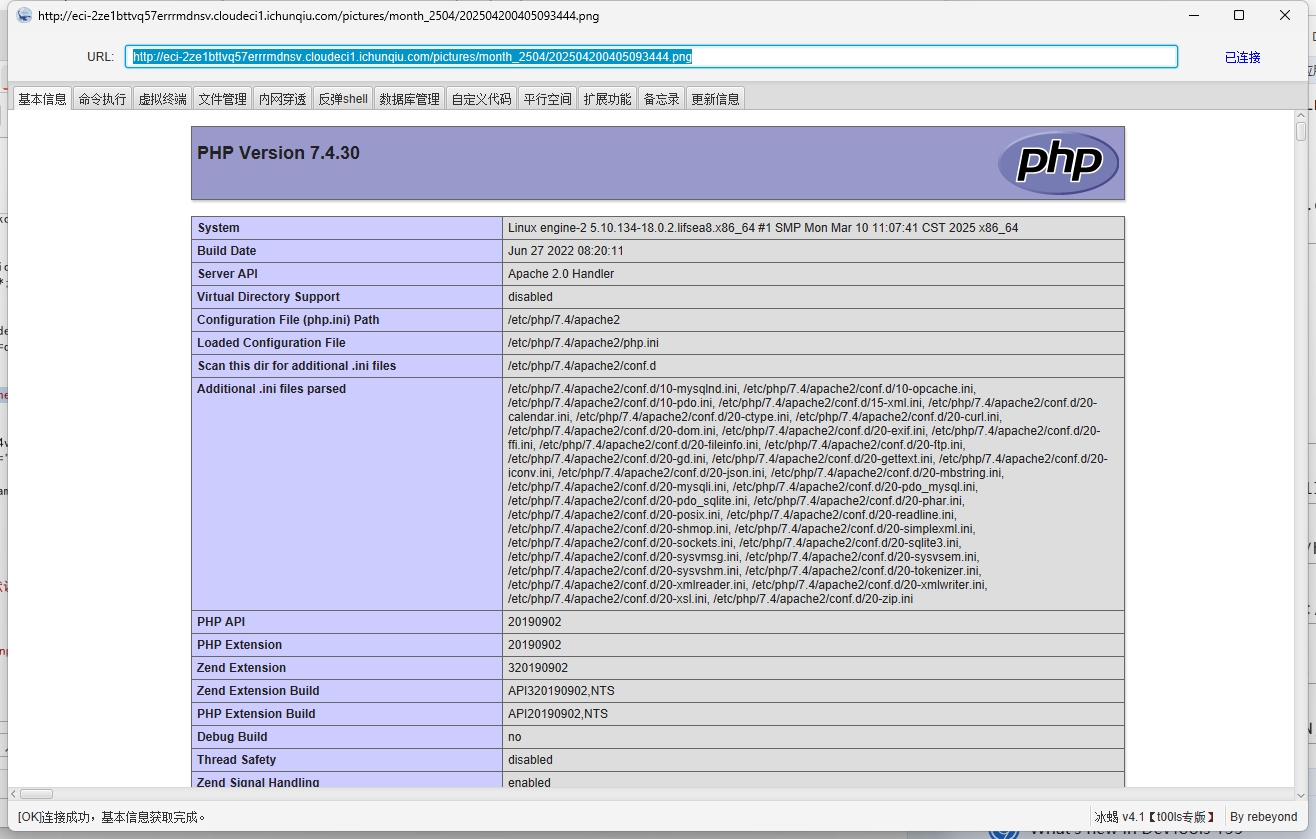 http://eci-2ze1bttvq57errrmdnsv.cloudeci1.ichunqiu.com/pictures/month_2504/202504200405093444.png
URL: http://eci-2ze1bttvq57errrmdnsv.cloudeci1.ichunqiu.com/pictures/month_2504/202504200405093444.png 已连接
基本信息 命令执行 虚拟终端 文件管理 内网穿透 反弹shell 数据库管理 自定义代码 平行空间 扩展功能 备忘录 更新信息
PHP Version 7.4.30
php
System Linux engine-2 5.10.134-18.0.2.lifsea8.x86_64 #1 SMP Mon Mar 10 11:07:41 CST 2025 x86_64
Build Date Jun 27 2022 08:20:11
Server API Apache 2.0 Handler
Virtual Directory Support disabled
Configuration File (php.ini) Path /etc/php/7.4/apache2
Loaded Configuration File /etc/php/7.4/apache2/php.ini
Scan this dir for additional .ini files /etc/php/7.4/apache2/conf.d
Additional .ini files parsed /etc/php/7.4/apache2/conf.d/10-mysqlnd.ini, /etc/php/7.4/apache2/conf.d/10-opcache.ini,
/etc/php/7.4/apache2/conf.d/10-pdo.ini, /etc/php/7.4/apache2/conf.d/15-xml.ini, /etc/php/7.4/apache2/conf.d/20-
calendar.ini, /etc/php/7.4/apache2/conf.d/20-ctype.ini, /etc/php/7.4/apache2/conf.d/20-curl.ini,
/etc/php/7.4/apache2/conf.d/20-dom.ini, /etc/php/7.4/apache2/conf.d/20-exif.ini, /etc/php/7.4/apache2/conf.d/20-
ffi.ini, /etc/php/7.4/apache2/conf.d/20-fileinfo.ini, /etc/php/7.4/apache2/conf.d/20-ftp.ini,
/etc/php/7.4/apache2/conf.d/20-gd.ini, /etc/php/7.4/apache2/conf.d/20-gettext.ini, /etc/php/7.4/apache2/conf.d/20-
iconv.ini, /etc/php/7.4/apache2/conf.d/20-json.ini, /etc/php/7.4/apache2/conf.d/20-mbstring.ini,
/etc/php/7.4/apache2/conf.d/20-mysqli.ini, /etc/php/7.4/apache2/conf.d/20-pdo_mysql.ini,
/etc/php/7.4/apache2/conf.d/20-pdo_sqlite.ini, /etc/php/7.4/apache2/conf.d/20-phar.ini,
/etc/php/7.4/apache2/conf.d/20-posix.ini, /etc/php/7.4/apache2/conf.d/20-readline.ini,
/etc/php/7.4/apache2/conf.d/20-shmop.ini, /etc/php/7.4/apache2/conf.d/20-simplexml.ini,
/etc/php/7.4/apache2/conf.d/20-sockets.ini, /etc/php/7.4/apache2/conf.d/20-sqlite3.ini,
/etc/php/7.4/apache2/conf.d/20-sysvmsg.ini, /etc/php/7.4/apache2/conf.d/20-sysvsem.ini,
/etc/php/7.4/apache2/conf.d/20-sysvshm.ini, /etc/php/7.4/apache2/conf.d/20-tokenizer.ini,
/etc/php/7.4/apache2/conf.d/20-xmlreader.ini, /etc/php/7.4/apache2/conf.d/20-xmlwriter.ini,
/etc/php/7.4/apache2/conf.d/20-xsl.ini, /etc/php/7.4/apache2/conf.d/20-zip.ini
PHP API 20190902
PHP Extension 20190902
Zend Extension 320190902
Zend Extension Build API320190902,NTS
PHP Extension Build API20190902,NTS
Debug Build no
Thread Safety disabled
Zend Signal Handling enabled
[OK]连接成功，基本信息获取完成。 冰蝎 v4.1【t00ls专版】 By rebeyond